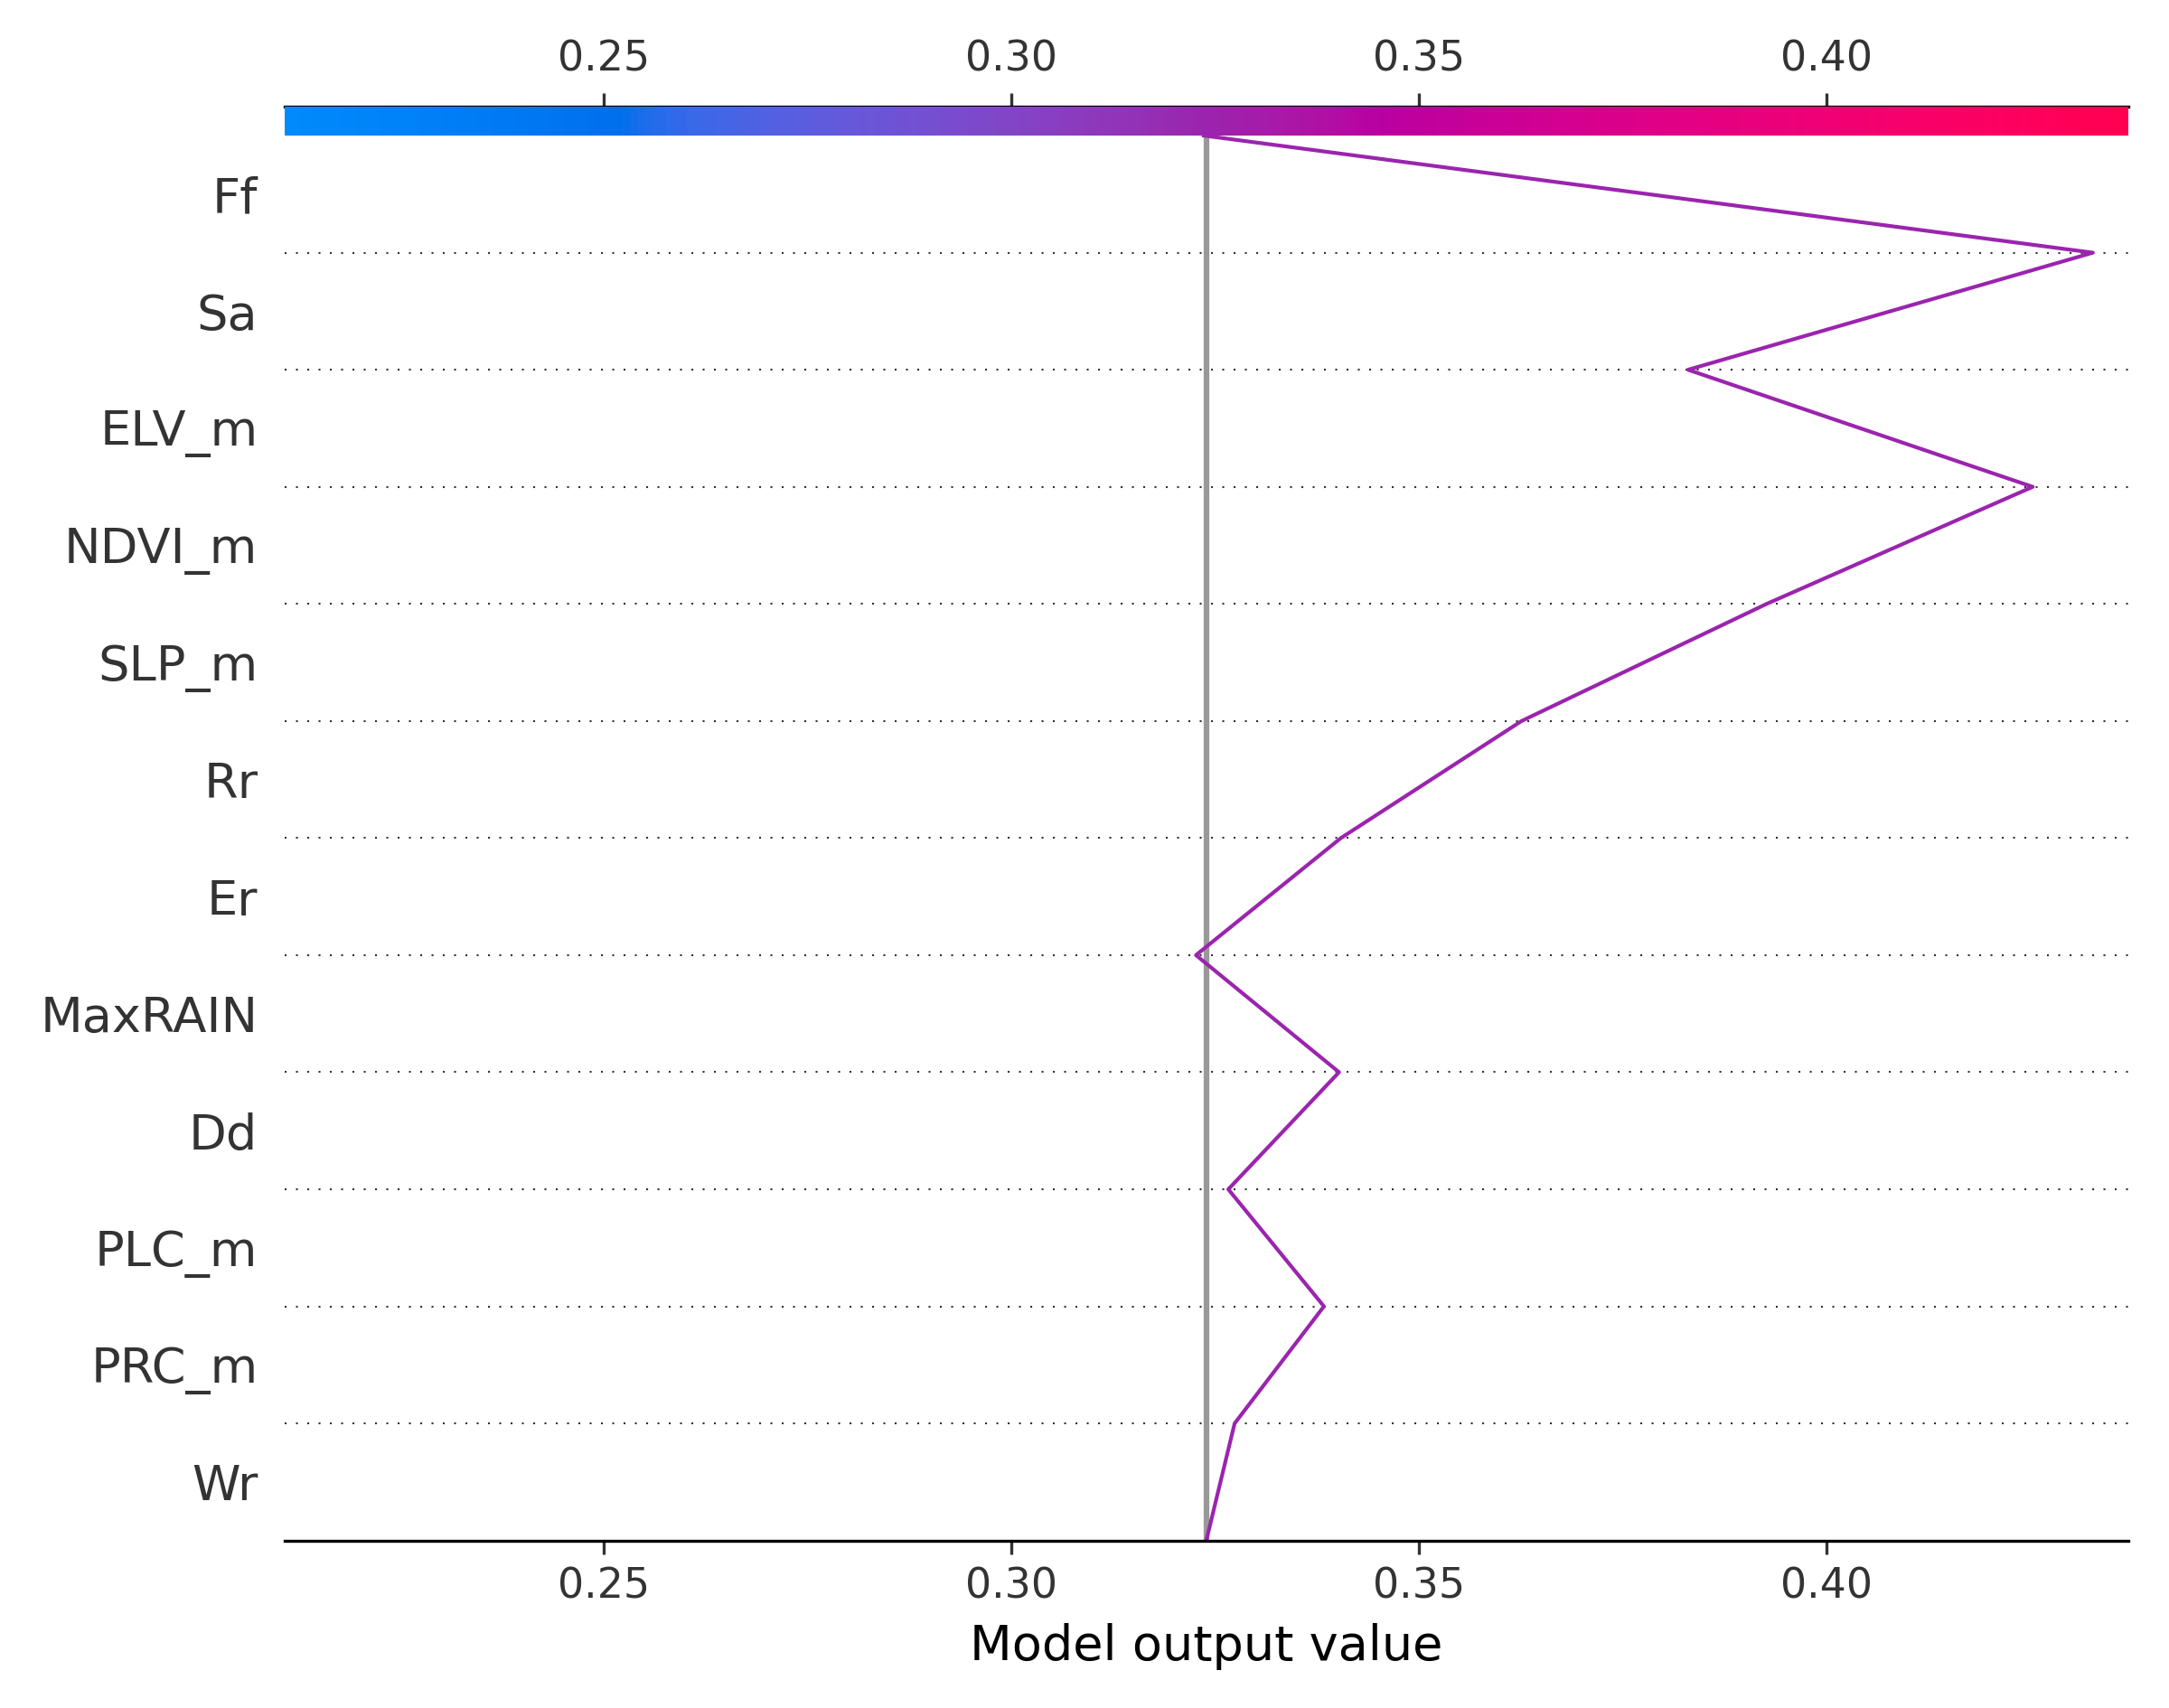 0.25 0.30 0.35 0.40
Ff
Sa
ELV_m
NDVI_m
SLP_m
Rr
Er
MaxRAIN
Dd
PLC_m
PRC_m
Wr
0.25 0.30 0.35 0.40
Model output value